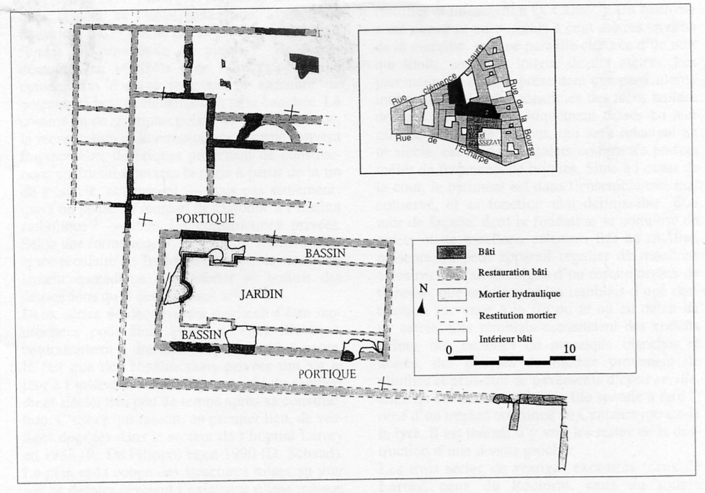 Rue Clémence Isaure
Rue de la Bourse
Rue de l'Echarpe
PORTIQUE
BASSIN
JARDIN
BASSIN
PORTIQUE
Bâti
Restauration bâti
Mortier hydraulique
Restitution mortier
Intérieur bâti
N
0 10